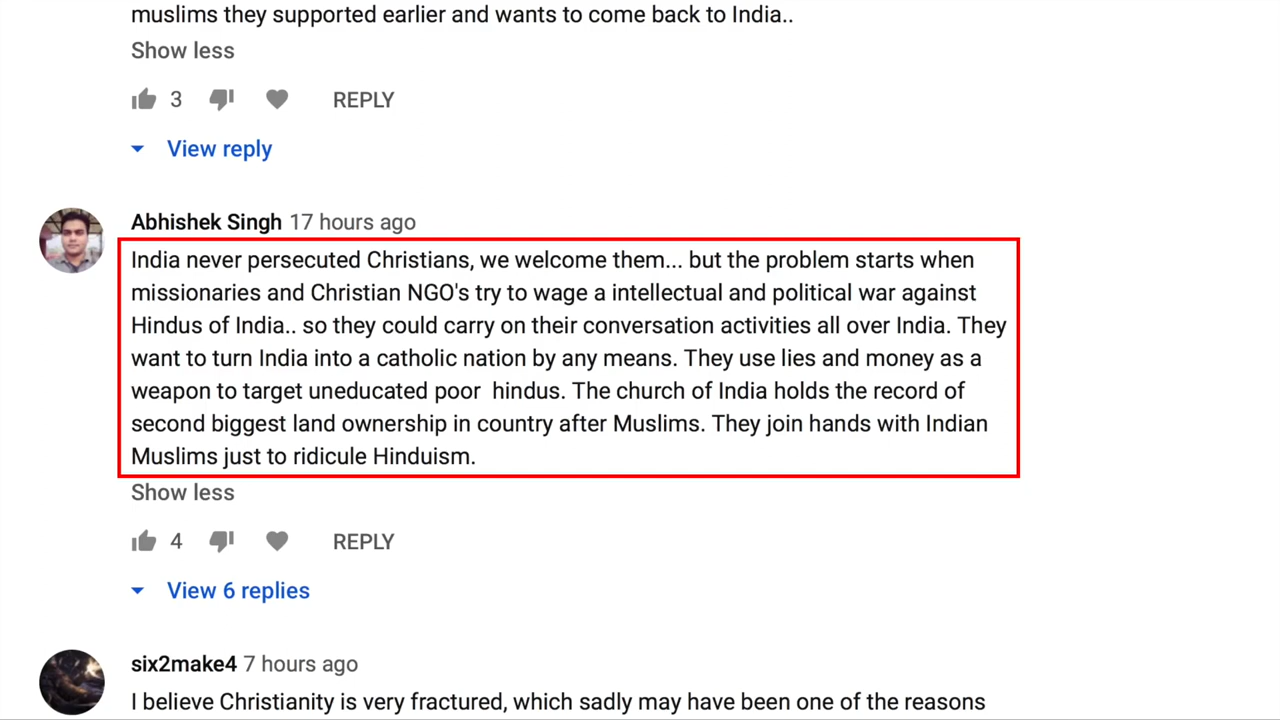 muslims they supported earlier and wants to come back to India..
Show less
3 REPLY
View reply
Abhishek Singh 17 hours ago
India never persecuted Christians, we welcome them... but the problem starts when
missionaries and Christian NGO's try to wage a intellectual and political war against
Hindus of India.. so they could carry on their conversation activities all over India. They
want to turn India into a catholic nation by any means. They use lies and money as a
weapon to target uneducated poor  hindus. The church of India holds the record of
second biggest land ownership in country after Muslims. They join hands with Indian
Muslims just to ridicule Hinduism.
Show less
4 REPLY
View 6 replies
six2make4 7 hours ago
I believe Christianity is very fractured, which sadly may have been one of the reasons